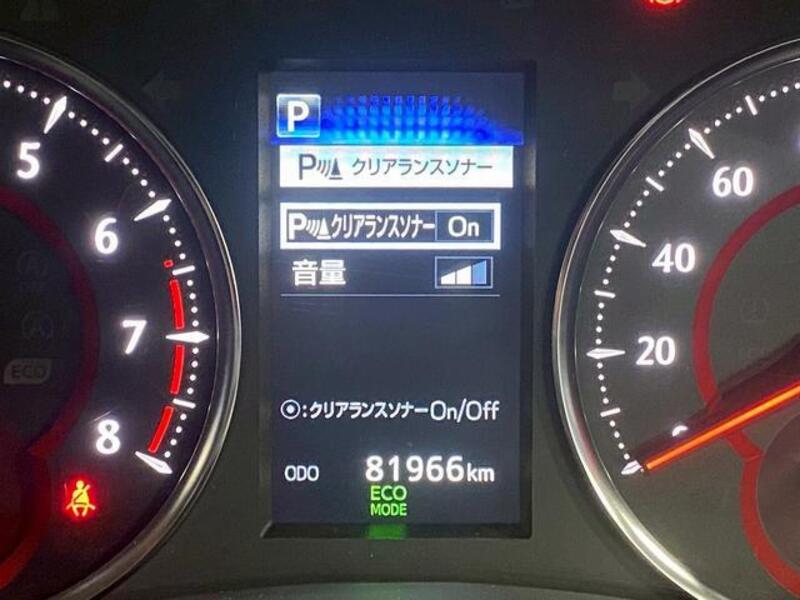 P
P クリアランスソナー
Pクリアランスソナー On
音量
◉:クリアランスソナーOn/Off
ODO 81966km
ECO
MODE
5
6
7
8
ECO
60
40
20